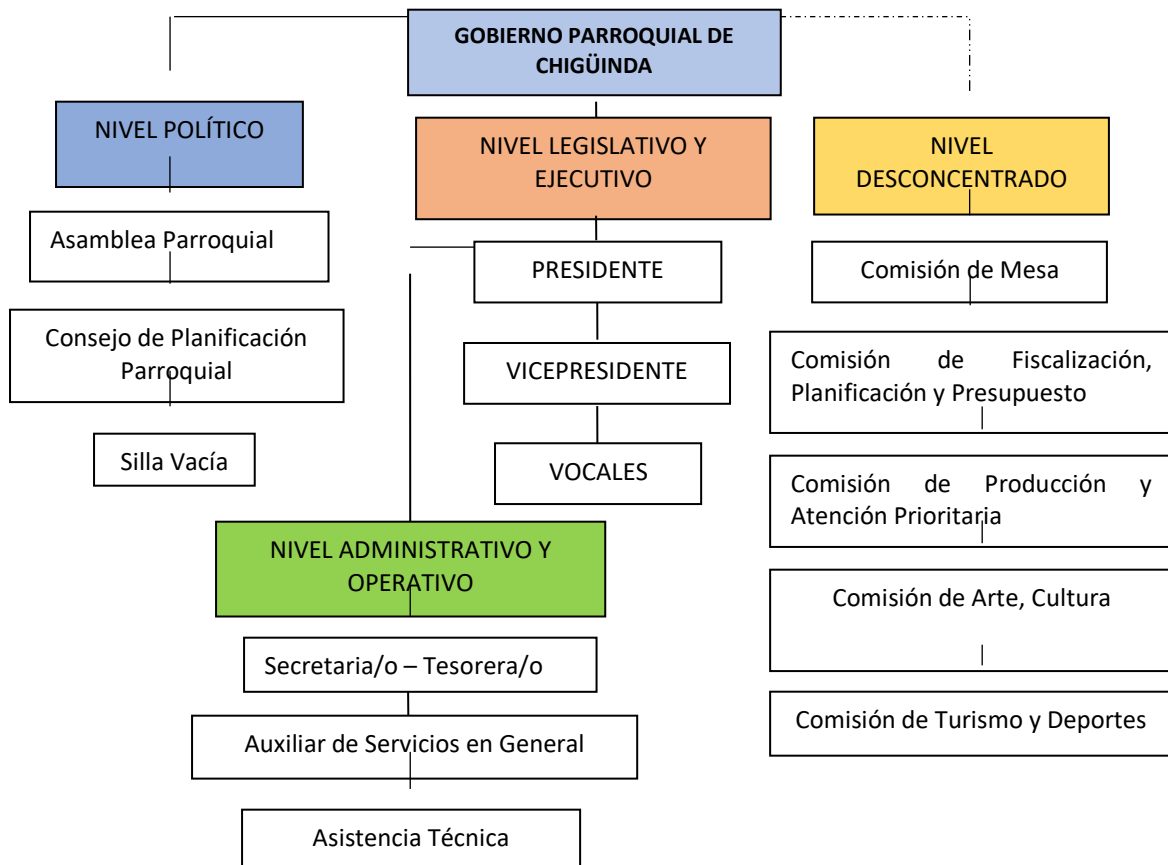 GOBIERNO PARROQUIAL DE
CHIGÜINDA
NIVEL POLÍTICO
Asamblea Parroquial
Consejo de Planificación
Parroquial
Silla Vacía
NIVEL LEGISLATIVO Y
EJECUTIVO
PRESIDENTE
VICEPRESIDENTE
VOCALES
NIVEL ADMINISTRATIVO Y
OPERATIVO
Secretaria/o – Tesorera/o
Auxiliar de Servicios en General
Asistencia Técnica
NIVEL
DESCONCENTRADO
Comisión de Mesa
Comisión de Fiscalización,
Planificación y Presupuesto
Comisión de Producción y
Atención Prioritaria
Comisión de Arte, Cultura
Comisión de Turismo y Deportes